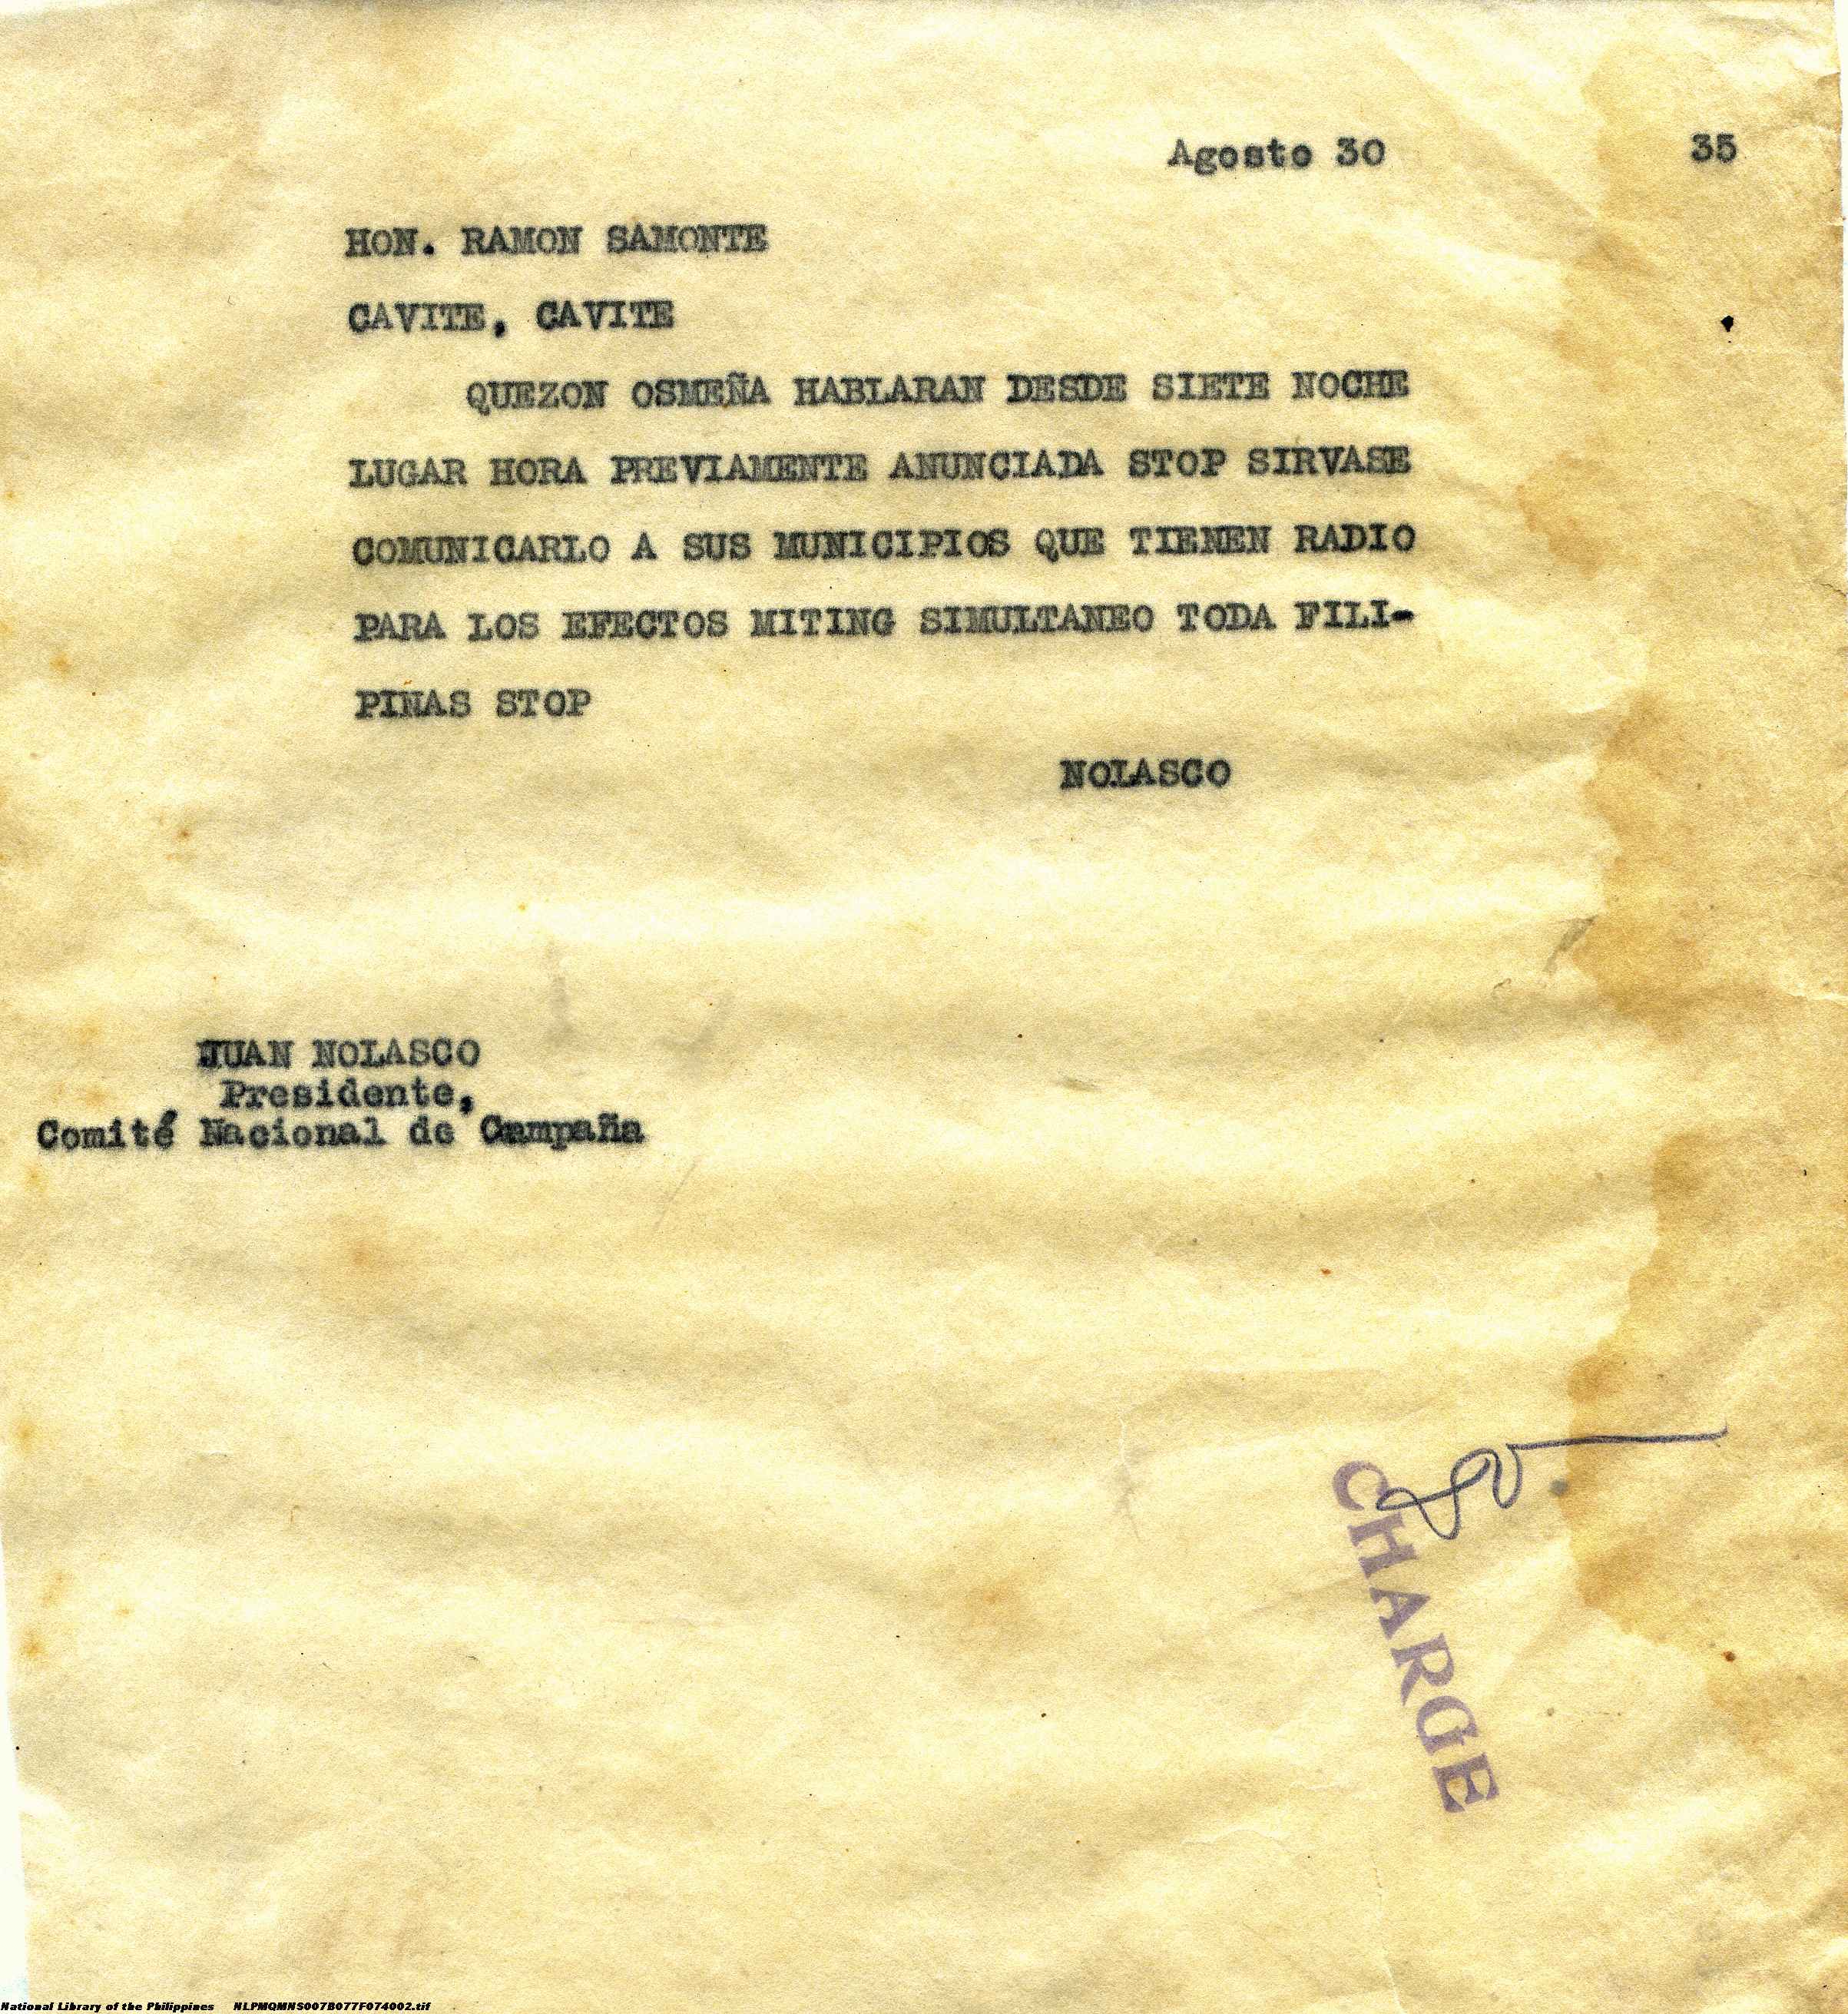 Agosto 30 35
HON. RAMON SAMONTE
CAVITE, CAVITE
QUEZON OSMEÑA HABLARAN DESDE SIETE NOCHE
LUGAR HORA PREVIAMENTE ANUNCIADA STOP SIRVASE
COMUNICARLO A SUS MUNICIPIOS QUE TIENEN RADIO
PARA LOS EFECTOS MITING SIMULTANEO TODA FILI-
PINAS STOP
NOLASCO
JUAN NOLASCO
Presidente,
Comité Nacional de Campaña
CHARGE
National Library of the Philippines NLPMQMNS007B077F074002.tif